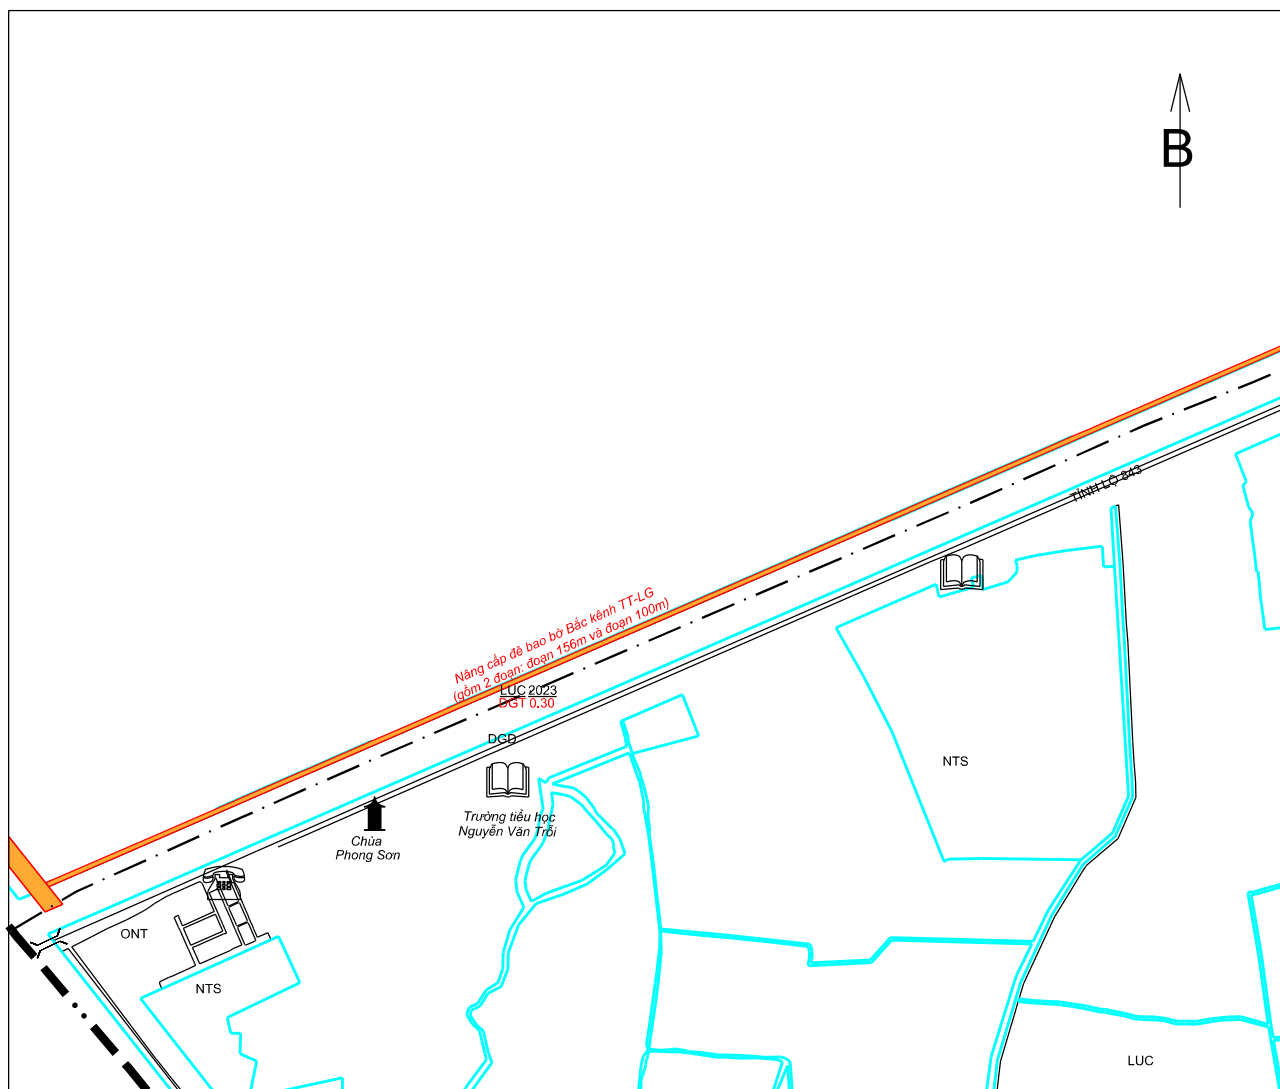 B
TỈNH LỘ 843
Nâng cấp đê bao bờ Bắc kênh TT-LG
(gồm 2 đoạn: đoạn 156m và đoạn 100m)
LUC 2023
DGT 0.30
DGD
NTS
Trường tiểu học
Nguyễn Văn Trỗi
Chùa
Phong Sơn
ONT
NTS
LUC